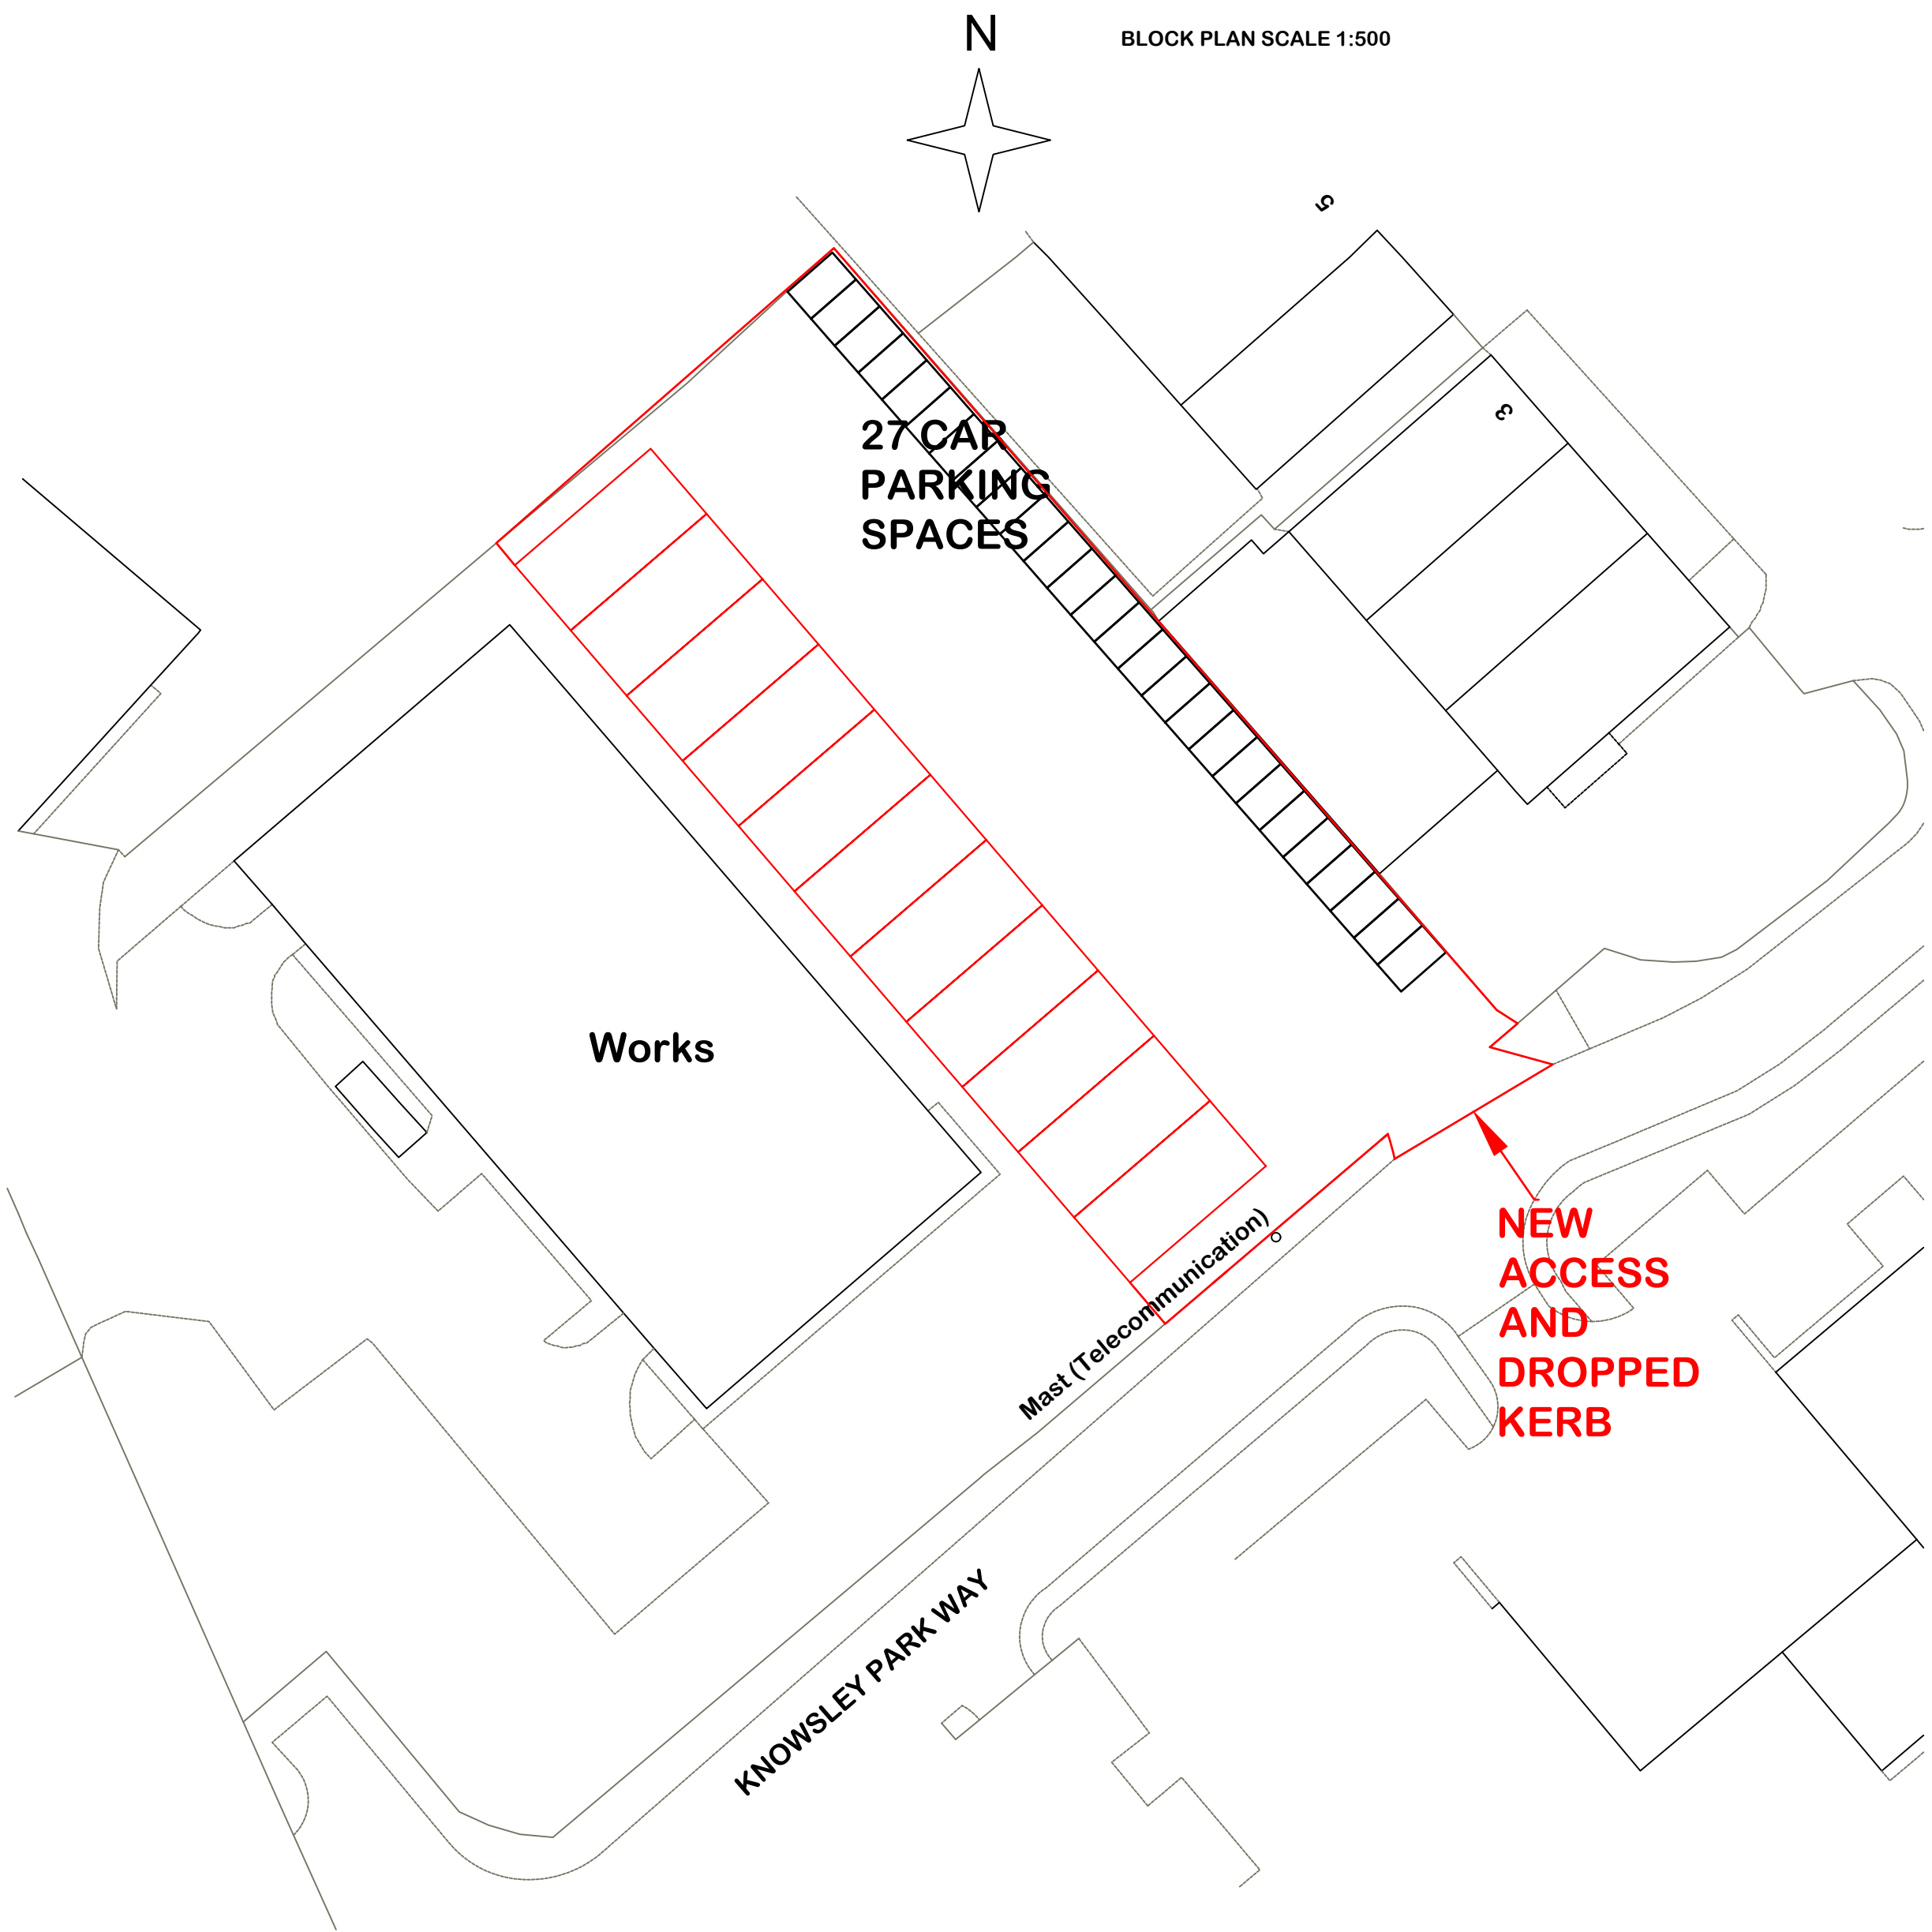 N
BLOCK PLAN SCALE 1:500
5
3
27 CAR
PARKING
SPACES
Works
Mast (Telecommunication)
NEW
ACCESS
AND
DROPPED
KERB
KNOWSLEY PARK WAY